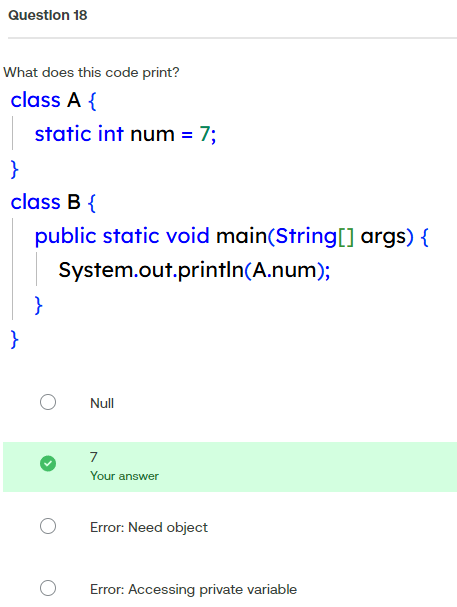 Question 18
What does this code print?
class A {
static int num = 7;
}
class B {
public static void main(String[] args) {
System.out.println(A.num);
}
}
Null
7
Your answer
Error: Need object
Error: Accessing private variable